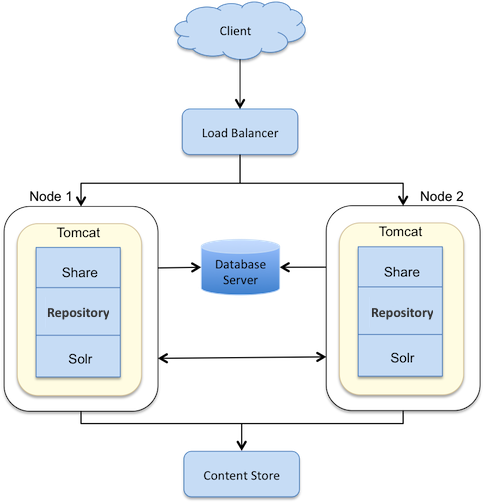 Client
Load Balancer
Node 1
Node 2
Tomcat
Tomcat
Share
Database
Server
Share
Repository
Repository
Solr
Solr
Content Store